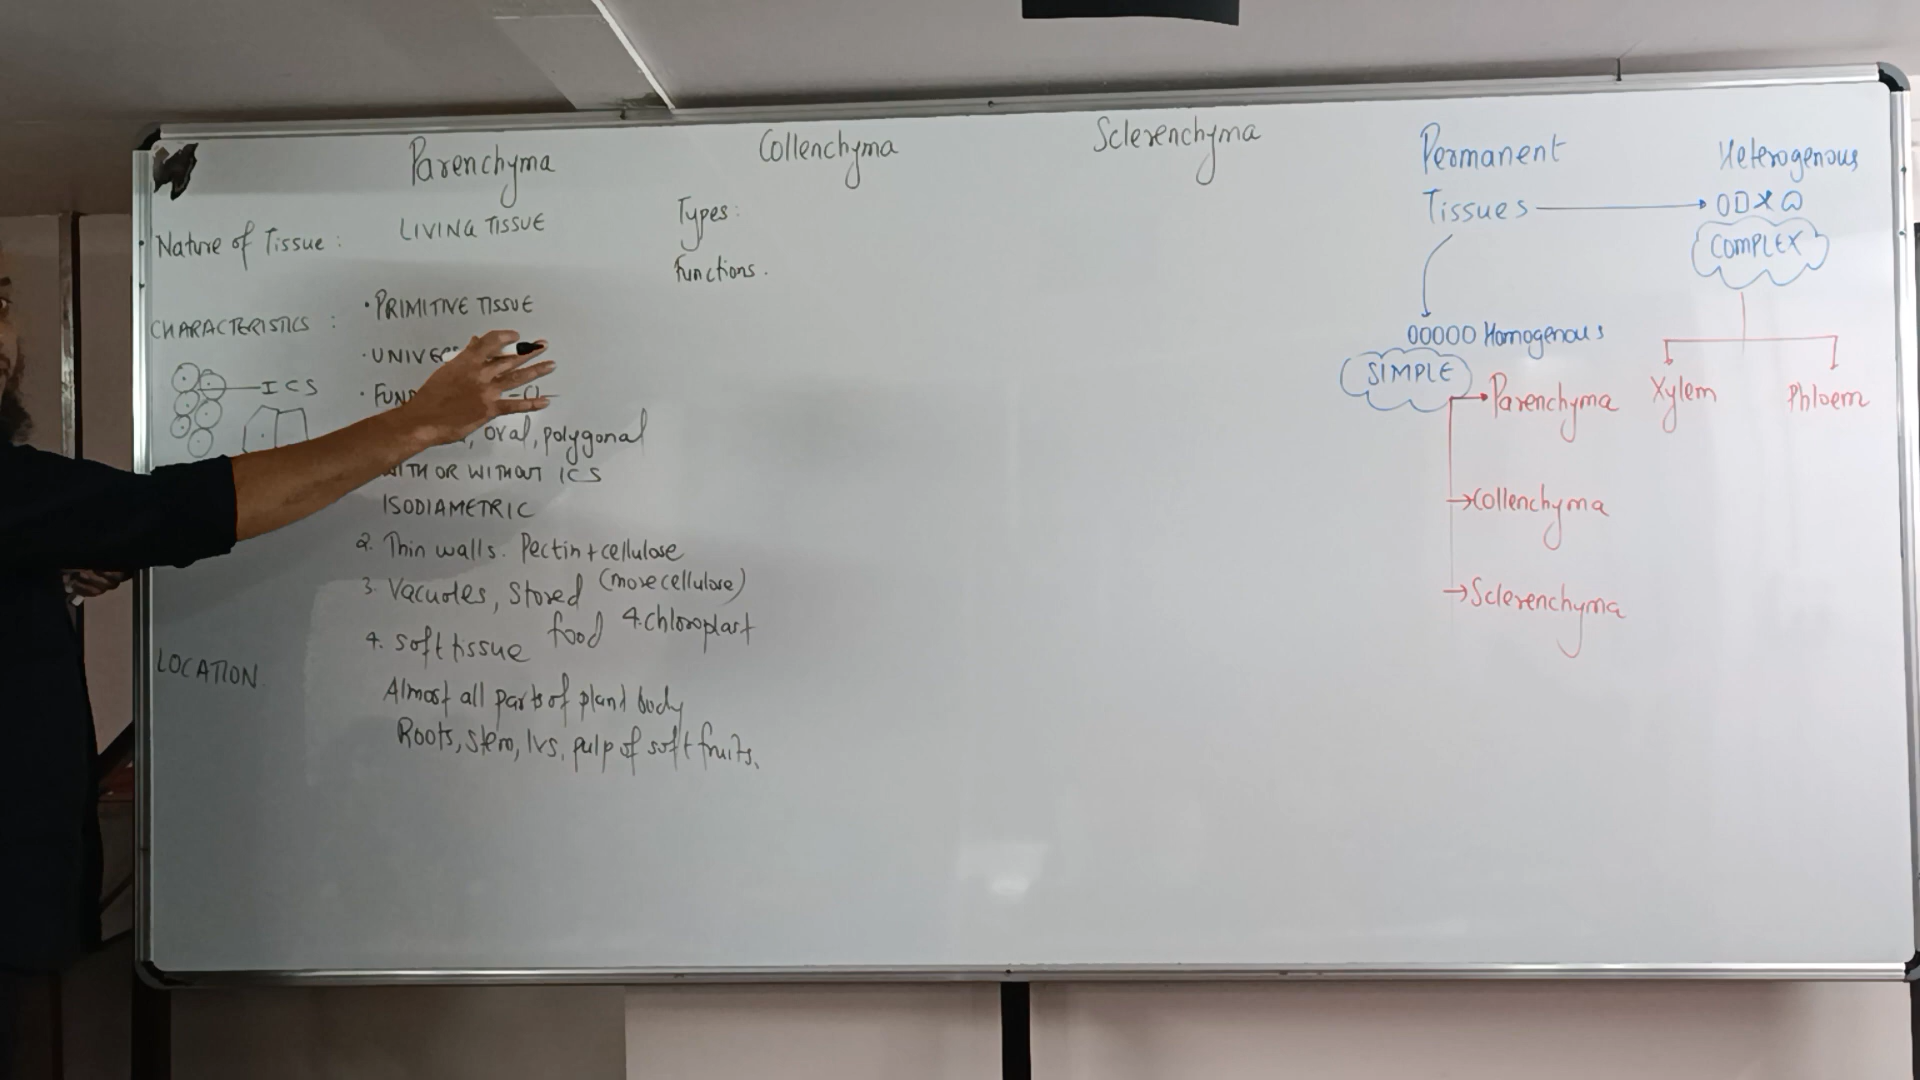 Parenchyma
Collenchyma
Sclerenchyma
Nature of Tissue :
LIVING TISSUE
Types :
Functions .
CHARACTERISTICS :
• PRIMITIVE TISSUE
ICS
oval, polygonal
WITH OR WITHOUT ICS
ISODIAMETRIC
2. Thin walls. Pectin + cellulose
(more cellulose)
3. Vacuoles, Stored
food
4. chloroplast
4. soft tissue
LOCATION
Almost all parts of plant body
Roots, stem, lvs, pulp of soft fruits,
Permanent
Tissues
Heterogenous
COMPLEX
Xylem
Phloem
OOOOO Homogenous
SIMPLE
Parenchyma
Collenchyma
Sclerenchyma